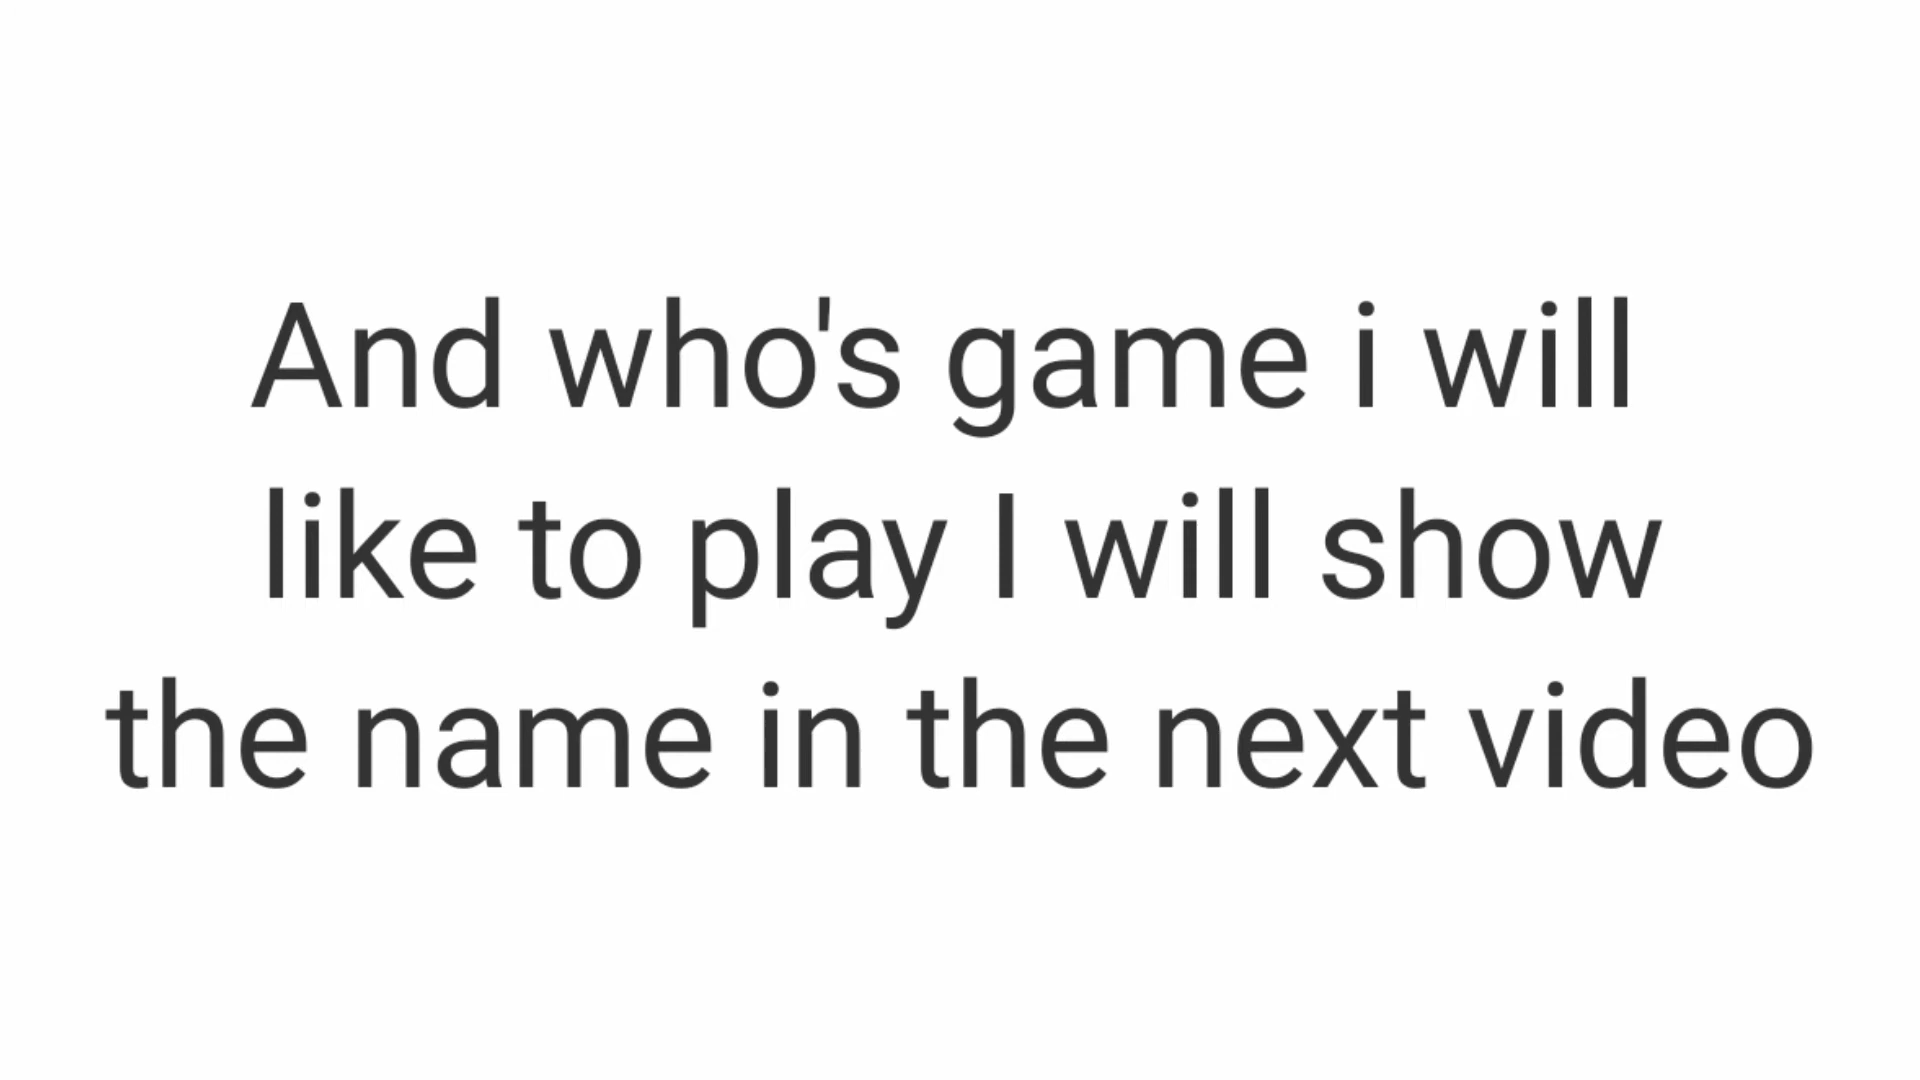 And who's game i will
like to play I will show
the name in the next video